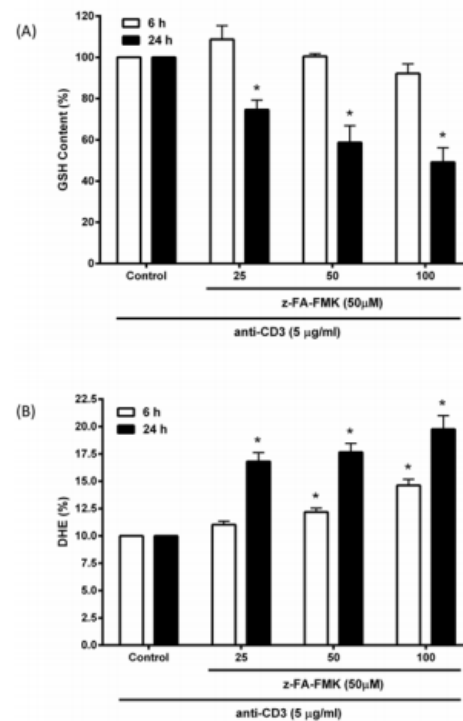 (A)
6 h
24 h
GSH Content (%)
120
100
80
60
40
20
0
*
*
*
Control
25
50
100
z-FA-FMK (50µM)
anti-CD3 (5 µg/ml)
(B)
6 h
24 h
DHE (%)
22.5
20.0
17.5
15.0
12.5
10.0
7.5
5.0
2.5
0.0
*
*
*
*
*
Control
25
50
100
z-FA-FMK (50µM)
anti-CD3 (5 µg/ml)